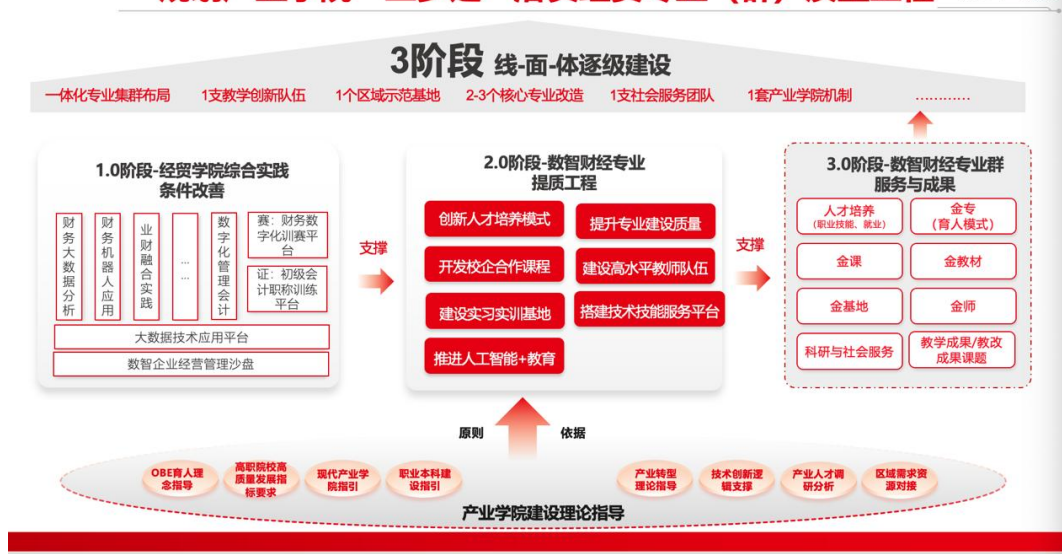 3阶段 线-面-体逐级建设
一体化专业集群布局 1支教学创新队伍 1个区域示范基地 2-3个核心专业改造 1支社会服务团队 1套产业学院机制 …………
1.0阶段-经贸学院综合实践
条件改善
财务大数据分析
财务机器人应用
业财融合实践
……
数字化管理会计
赛：财务数
字化训赛平
台
证：初级会
计职称训练
平台
大数据技术应用平台
数智企业经营管理沙盘
支撑
2.0阶段-数智财经专业
提质工程
创新人才培养模式
提升专业建设质量
开发校企合作课程
建设高水平教师队伍
建设实习实训基地
搭建技术技能服务平台
推进人工智能+教育
支撑
3.0阶段-数智财经专业群
服务与成果
人才培养
(职业技能、就业)
金专
(育人模式)
金课
金教材
金基地
金师
科研与社会服务
教学成果/教改
成果课题
原则 依据
OBE育人理
念指导
高职院校高
质量发展指
标要求
现代产业学
院指引
职业本科建
设指引
产业转型
理论指导
技术创新逻
辑支撑
产业人才调
研分析
区域需求资
源对接
产业学院建设理论指导